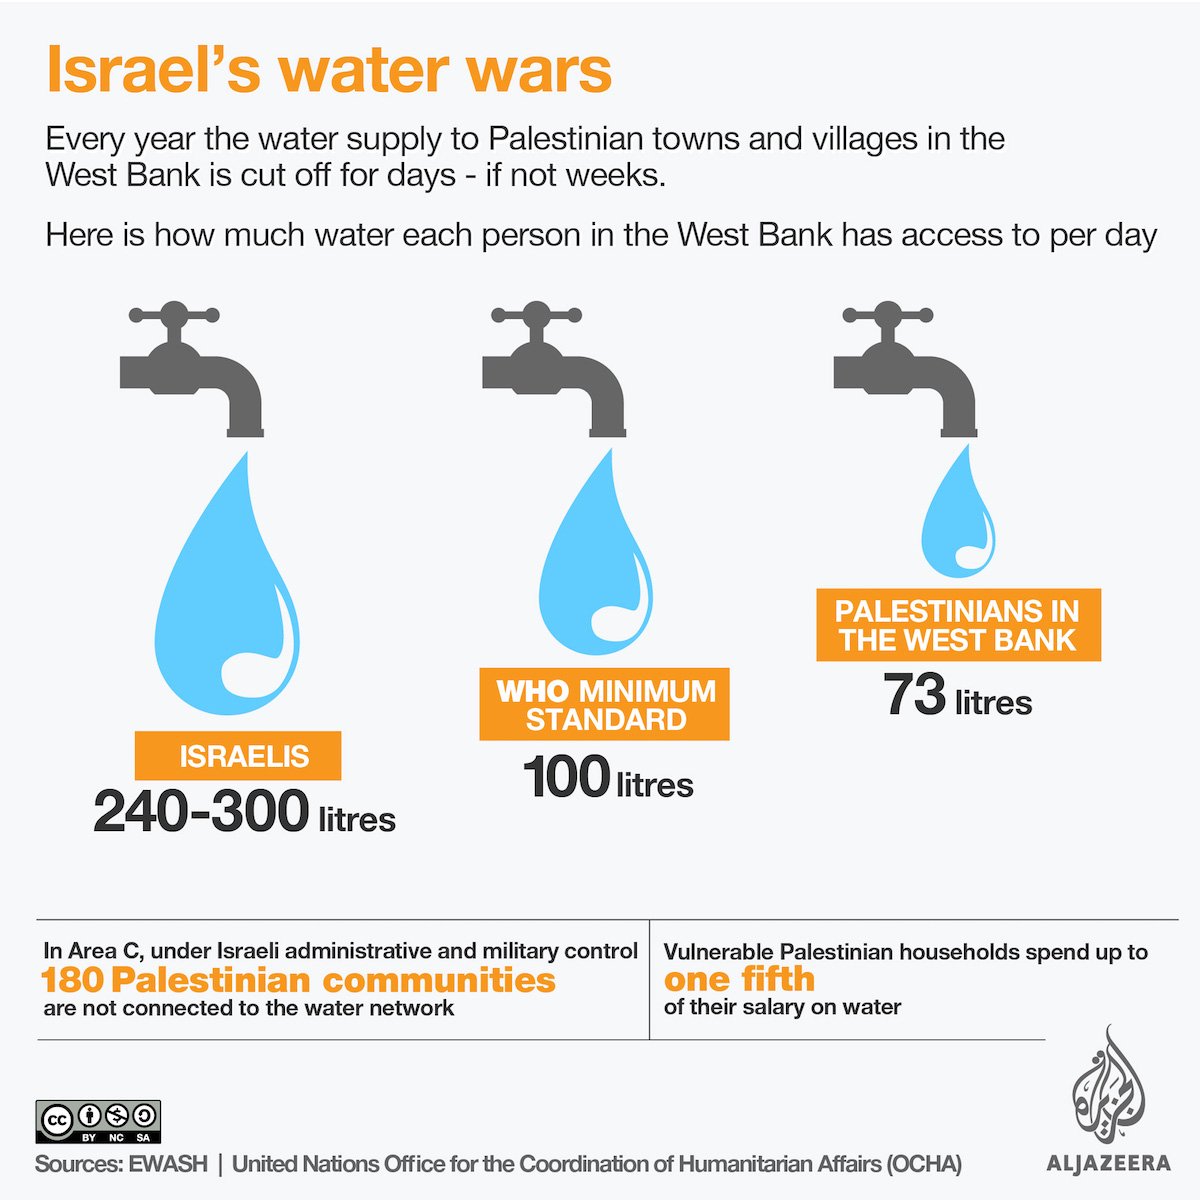 Israel's water wars
Every year the water supply to Palestinian towns and villages in the
West Bank is cut off for days - if not weeks.
Here is how much water each person in the West Bank has access to per day
ISRAELIS
240-300 litres
WHO MINIMUM
STANDARD
100 litres
PALESTINIANS IN
THE WEST BANK
73 litres
In Area C, under Israeli administrative and military control
180 Palestinian communities
are not connected to the water network
Vulnerable Palestinian households spend up to
one fifth
of their salary on water
cc
BY NC SA
Sources: EWASH | United Nations Office for the Coordination of Humanitarian Affairs (OCHA)
الجزيرة
ALJAZEERA